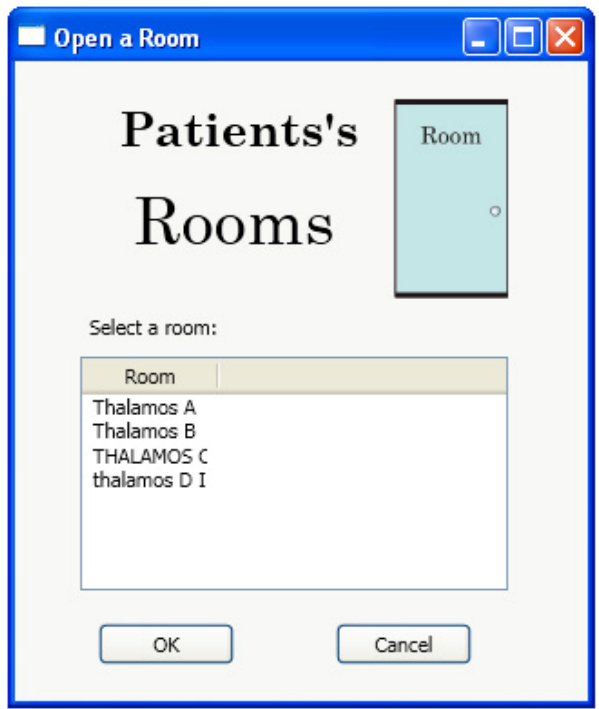 Open a Room
Patients's
Room
Rooms
Select a room:
Room
Thalamos A
Thalamos B
THALAMOS C
thalamos D I
OK
Cancel